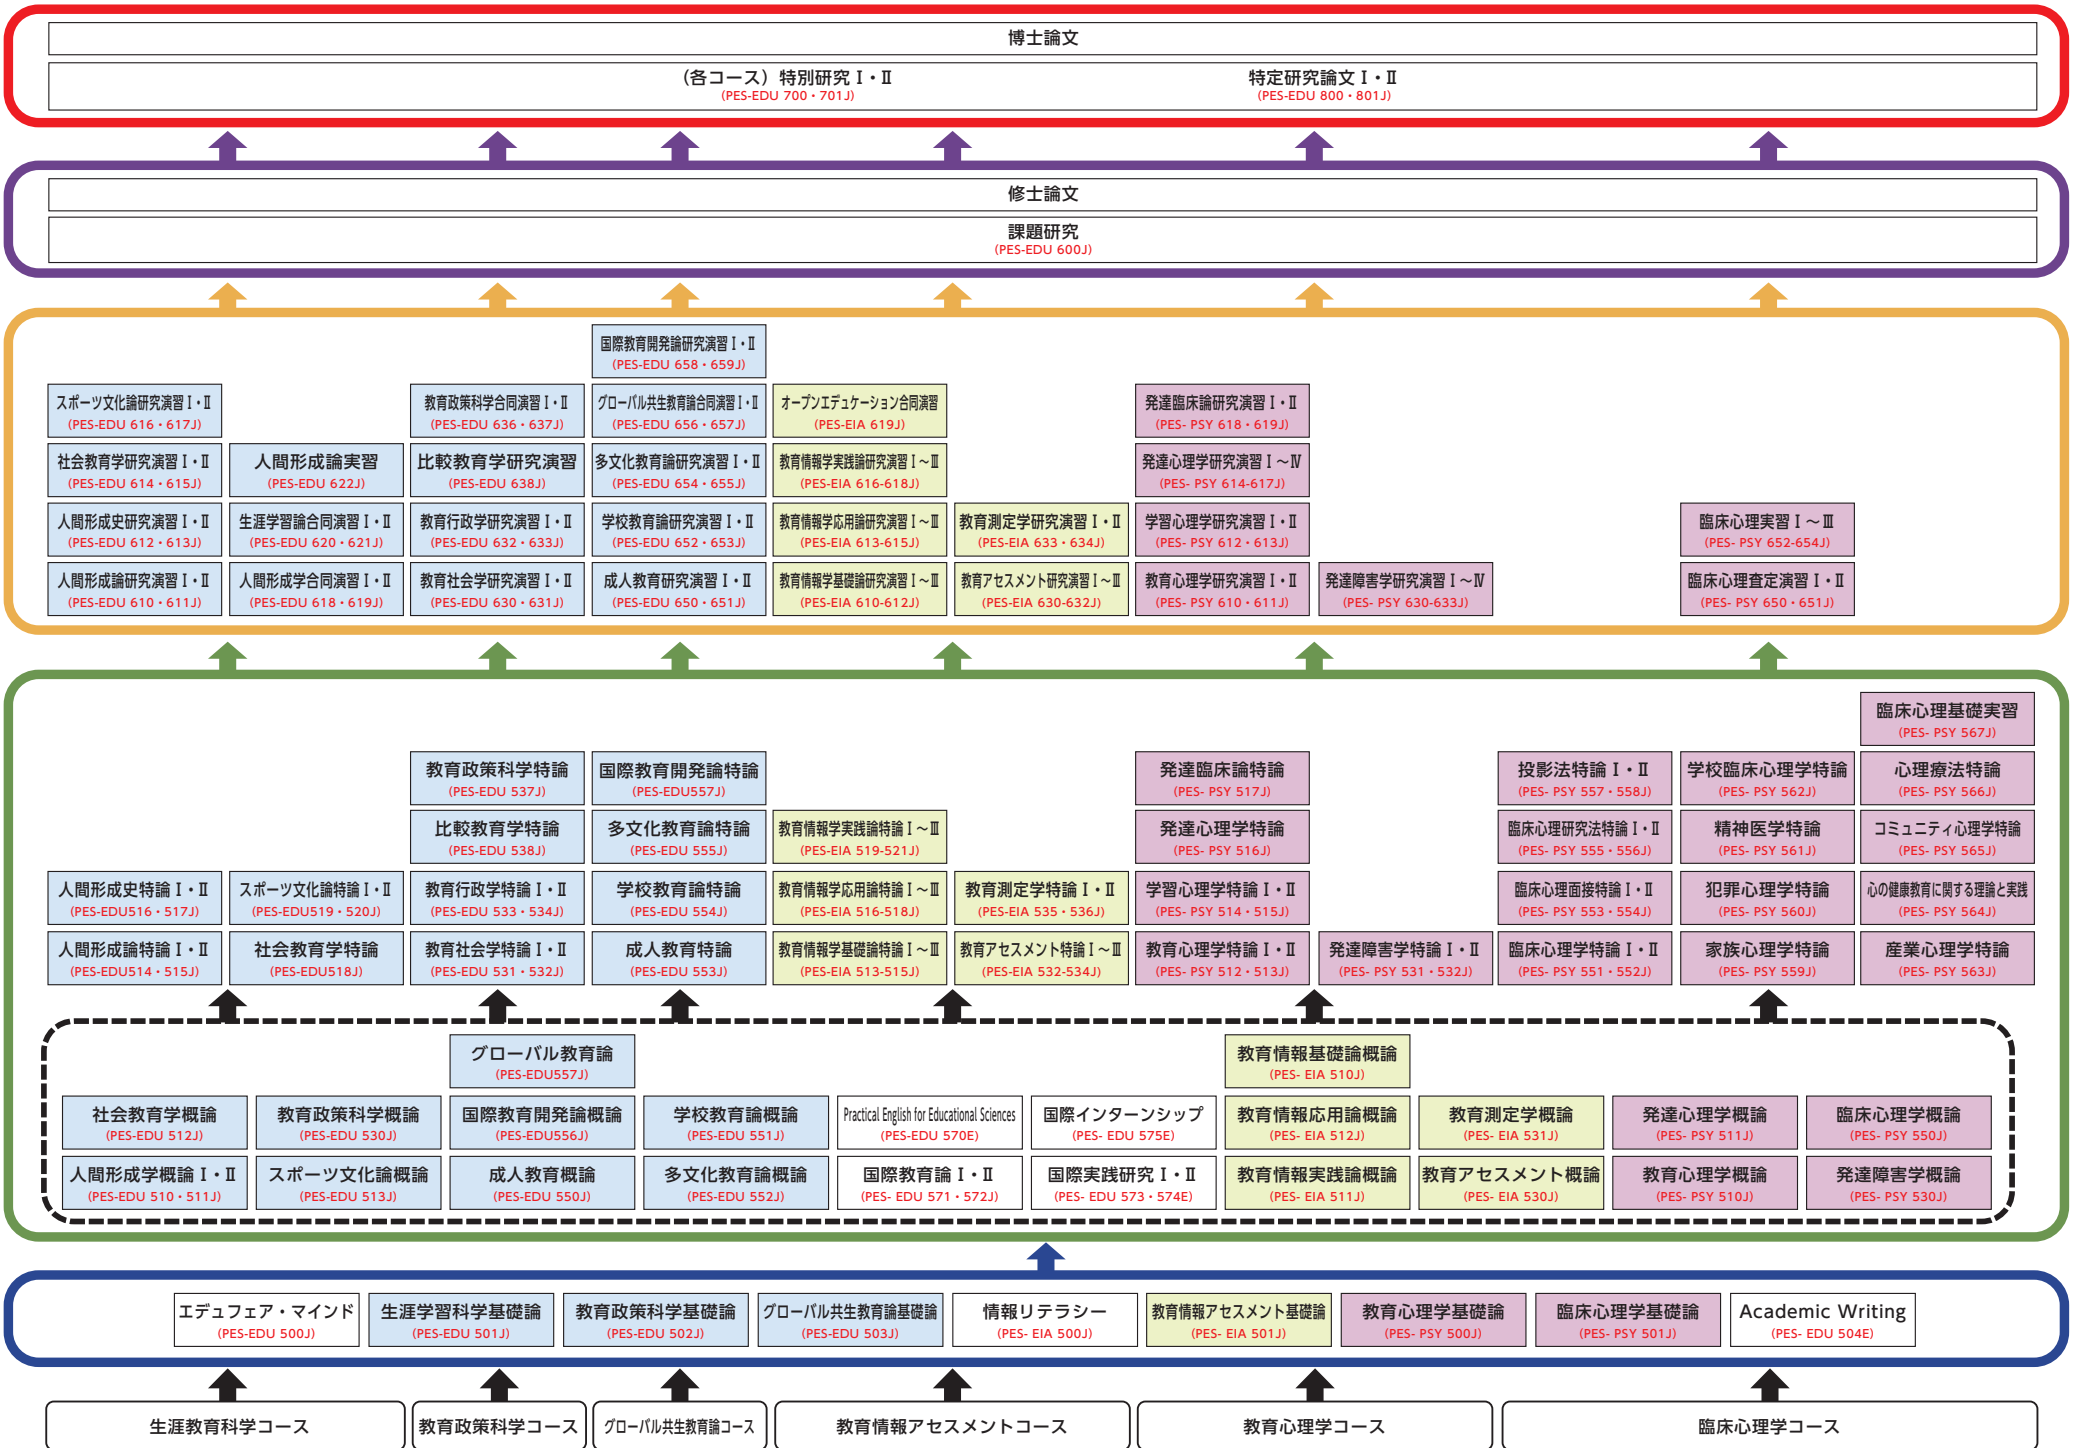 博士論文
（各コース）特別研究 Ⅰ・Ⅱ
(PES-EDU 700・701J)
特定研究論文 Ⅰ・Ⅱ
(PES-EDU 800・801J)
修士論文
課題研究
(PES-EDU 600J)
国際教育開発論研究演習 Ⅰ・Ⅱ
(PES-EDU 658・659J)
スポーツ文化論研究演習 Ⅰ・Ⅱ
(PES-EDU 616・617J)
教育政策科学合同演習 Ⅰ・Ⅱ
(PES-EDU 636・637J)
グローバル共生教育論合同演習 Ⅰ・Ⅱ
(PES-EDU 656・657J)
オープンエデュケーション合同演習
(PES-EIA 619J)
発達臨床論研究演習 Ⅰ・Ⅱ
(PES- PSY 618・619J)
社会教育学研究演習 Ⅰ・Ⅱ
(PES-EDU 614・615J)
人間形成論実習
(PES-EDU 622J)
比較教育学研究演習
(PES-EDU 638J)
多文化教育論研究演習 Ⅰ・Ⅱ
(PES-EDU 654・655J)
教育情報学実践論研究演習 Ⅰ～Ⅲ
(PES-EIA 616-618J)
発達心理学研究演習 Ⅰ～Ⅳ
(PES- PSY 614-617J)
人間形成史研究演習 Ⅰ・Ⅱ
(PES-EDU 612・613J)
生涯学習論合同演習 Ⅰ・Ⅱ
(PES-EDU 620・621J)
教育行政学研究演習 Ⅰ・Ⅱ
(PES-EDU 632・633J)
学校教育論研究演習 Ⅰ・Ⅱ
(PES-EDU 652・653J)
教育情報学応用論研究演習 Ⅰ～Ⅲ
(PES-EIA 613-615J)
教育測定学研究演習 Ⅰ・Ⅱ
(PES-EIA 633・634J)
学習心理学研究演習 Ⅰ・Ⅱ
(PES- PSY 612・613J)
臨床心理実習 Ⅰ～Ⅲ
(PES- PSY 652-654J)
人間形成論研究演習 Ⅰ・Ⅱ
(PES-EDU 610・611J)
人間形成学合同演習 Ⅰ・Ⅱ
(PES-EDU 618・619J)
教育社会学研究演習 Ⅰ・Ⅱ
(PES-EDU 630・631J)
成人教育研究演習 Ⅰ・Ⅱ
(PES-EDU 650・651J)
教育情報学基礎論研究演習 Ⅰ～Ⅲ
(PES-EIA 610-612J)
教育アセスメント研究演習 Ⅰ～Ⅲ
(PES-EIA 630-632J)
教育心理学研究演習 Ⅰ・Ⅱ
(PES- PSY 610・611J)
発達障害学研究演習 Ⅰ～Ⅳ
(PES- PSY 630-633J)
臨床心理査定演習 Ⅰ・Ⅱ
(PES- PSY 650・651J)
臨床心理基礎実習
(PES- PSY 567J)
教育政策科学特論
(PES-EDU 537J)
国際教育開発論特論
(PES-EDU557J)
発達臨床論特論
(PES- PSY 517J)
投影法特論 Ⅰ・Ⅱ
(PES- PSY 557・558J)
学校臨床心理学特論
(PES- PSY 562J)
心理療法特論
(PES- PSY 566J)
比較教育学特論
(PES-EDU 538J)
多文化教育論特論
(PES-EDU 555J)
教育情報学実践論特論 Ⅰ～Ⅲ
(PES-EIA 519-521J)
発達心理学特論
(PES- PSY 516J)
臨床心理研究法特論 Ⅰ・Ⅱ
(PES- PSY 555・556J)
精神医学特論
(PES- PSY 561J)
コミュニティ心理学特論
(PES- PSY 565J)
人間形成史特論 Ⅰ・Ⅱ
(PES-EDU516・517J)
スポーツ文化論特論 Ⅰ・Ⅱ
(PES-EDU519・520J)
教育行政学特論 Ⅰ・Ⅱ
(PES-EDU 533・534J)
学校教育論特論
(PES-EDU 554J)
教育情報学応用論特論 Ⅰ～Ⅲ
(PES-EIA 516-518J)
教育測定学特論 Ⅰ・Ⅱ
(PES-EIA 535・536J)
学習心理学特論 Ⅰ・Ⅱ
(PES- PSY 514・515J)
臨床心理面接特論 Ⅰ・Ⅱ
(PES- PSY 553・554J)
犯罪心理学特論
(PES- PSY 560J)
心の健康教育に関する理論と実践
(PES- PSY 564J)
人間形成論特論 Ⅰ・Ⅱ
(PES-EDU514・515J)
社会教育学特論
(PES-EDU518J)
教育社会学特論 Ⅰ・Ⅱ
(PES-EDU 531・532J)
成人教育特論
(PES-EDU 553J)
教育情報学基礎論特論 Ⅰ～Ⅲ
(PES-EIA 513-515J)
教育アセスメント特論 Ⅰ～Ⅲ
(PES-EIA 532-534J)
教育心理学特論 Ⅰ・Ⅱ
(PES- PSY 512・513J)
発達障害学特論 Ⅰ・Ⅱ
(PES- PSY 531・532J)
臨床心理学特論 Ⅰ・Ⅱ
(PES- PSY 551・552J)
家族心理学特論
(PES- PSY 559J)
産業心理学特論
(PES- PSY 563J)
グローバル教育論
(PES-EDU557J)
教育情報基礎論概論
(PES- EIA 510J)
社会教育学概論
(PES-EDU 512J)
教育政策科学概論
(PES-EDU 530J)
国際教育開発論概論
(PES-EDU556J)
学校教育論概論
(PES-EDU 551J)
Practical English for Educational Sciences
(PES-EDU 570E)
国際インターンシップ
(PES- EDU 575E)
教育情報応用論概論
(PES- EIA 512J)
教育測定学概論
(PES- EIA 531J)
発達心理学概論
(PES- PSY 511J)
臨床心理学概論
(PES- PSY 550J)
人間形成学概論 Ⅰ・Ⅱ
(PES-EDU 510・511J)
スポーツ文化論概論
(PES-EDU 513J)
成人教育概論
(PES-EDU 550J)
多文化教育論概論
(PES-EDU 552J)
国際教育論 Ⅰ・Ⅱ
(PES- EDU 571・572J)
国際実践研究 Ⅰ・Ⅱ
(PES- EDU 573・574E)
教育情報実践論概論
(PES- EIA 511J)
教育アセスメント概論
(PES- EIA 530J)
教育心理学概論
(PES- PSY 510J)
発達障害学概論
(PES- PSY 530J)
エデュフェア・マインド
(PES-EDU 500J)
生涯学習科学基礎論
(PES-EDU 501J)
教育政策科学基礎論
(PES-EDU 502J)
グローバル共生教育論基礎論
(PES-EDU 503J)
情報リテラシー
(PES- EIA 500J)
教育情報アセスメント基礎論
(PES- EIA 501J)
教育心理学基礎論
(PES- PSY 500J)
臨床心理学基礎論
(PES- PSY 501J)
Academic Writing
(PES- EDU 504E)
生涯教育科学コース
教育政策科学コース
グローバル共生教育論コース
教育情報アセスメントコース
教育心理学コース
臨床心理学コース